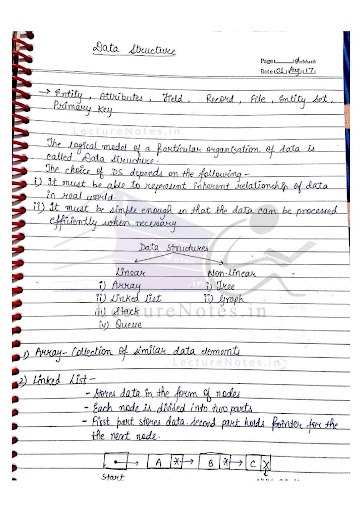 Data Structure
Page:
Date: 01 Aug, 17
→ Entity, Attributes, Field, Record, File, Entity set,
Primary Key
LectureNotes.in
The logical model of a particular organisation of data is
called Data Structure.
The choice of DS depends on the following -
i) It must be able to represent inherent relationship of data
in real world.
ii) It must be simple enough so that the data can be processed
efficiently when necessary
Data Structures
Linear Non-Linear
i) Array i) Tree
ii) Linked list ii) Graph
iii) Stack
LectureNotes.in
iv) Queue
1) Array- Collection of similar data elements
LectureNotes.in
2) Linked List -
- Stores data in the form of nodes
- Each node is divided into two parts
- First part stores data. second part holds pointer for the
the next node.
A X B X C X
Start